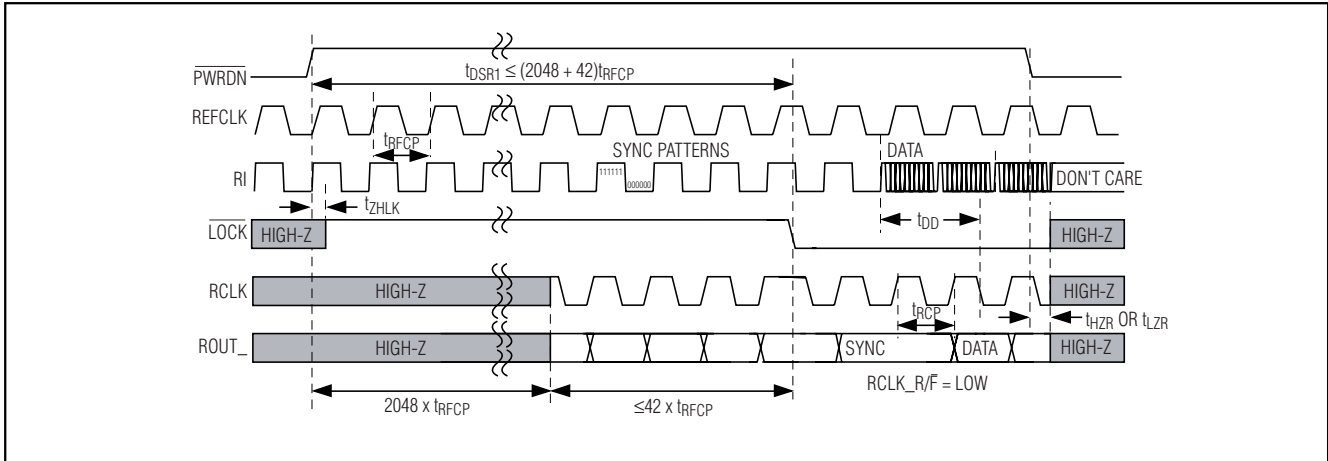 PWRDN
tDSR1 ≤ (2048 + 42)tRFCP
REFCLK
tRFCP
SYNC PATTERNS
DATA
RI
111111
000000
DON'T CARE
tZHLK
tDD
LOCK
HIGH-Z
HIGH-Z
RCLK
HIGH-Z
HIGH-Z
tRCP
tHZR OR tLZR
ROUT_
HIGH-Z
SYNC
DATA
HIGH-Z
RCLK_R/F̅ = LOW
2048 x tRFCP
≤42 x tRFCP